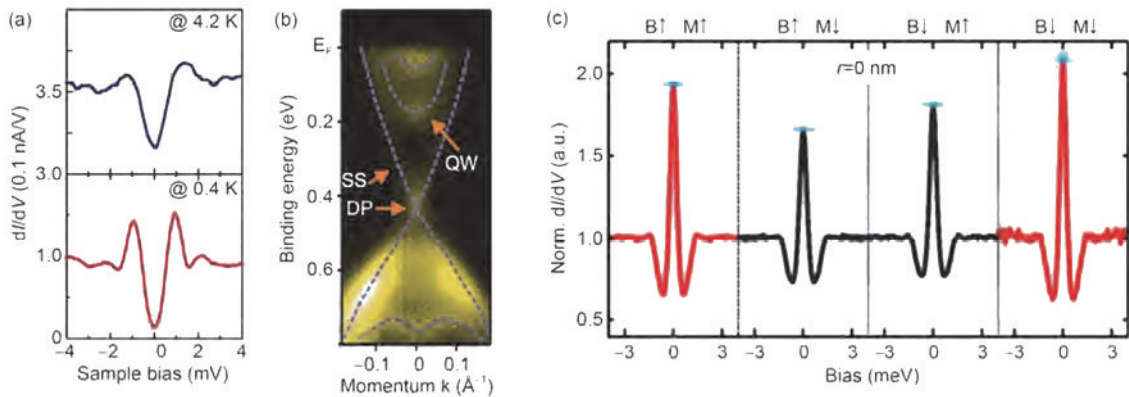 (a)
@ 4.2 K
3.5
3.0
@ 0.4 K
1.0
0
−4 −2 0 2 4
Sample bias (mV)
dI/dV (0.1 nA/V)
(b)
E_F
0.2
0.4
0.6
Binding energy (eV)
QW
SS
DP
−0.1 0 0.1
Momentum k (Å⁻¹)
(c)
B↑ M↑ B↑ M↓ B↓ M↑ B↓ M↓
r=0 nm
2.0
1.5
1.0
0.5
Norm. dI/dV (a.u.)
−3 0 3 −3 0 3 −3 0 3 −3 0 3
Bias (meV)